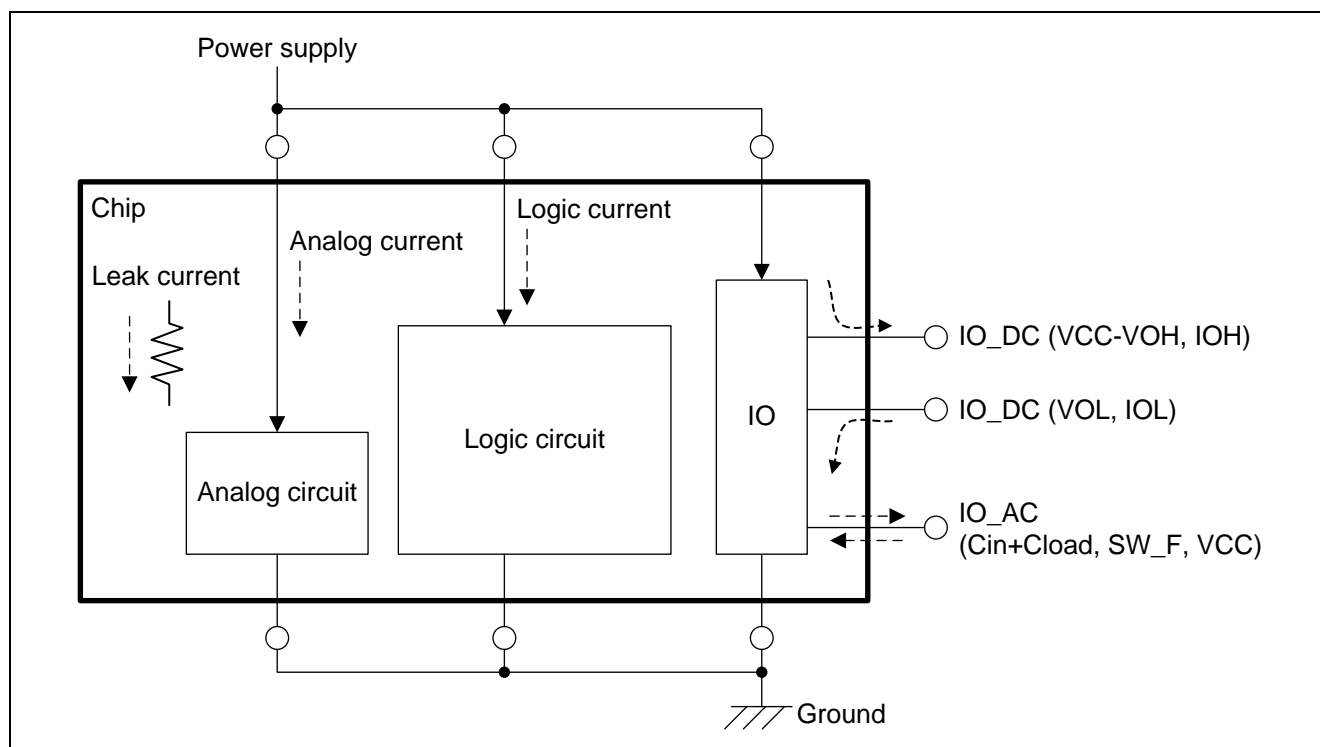 Power supply
Chip
Logic current
Analog current
Leak current
IO_DC (VCC-VOH, IOH)
IO
IO_DC (VOL, IOL)
Logic circuit
Analog circuit
IO_AC
(Cin+Cload, SW_F, VCC)
Ground